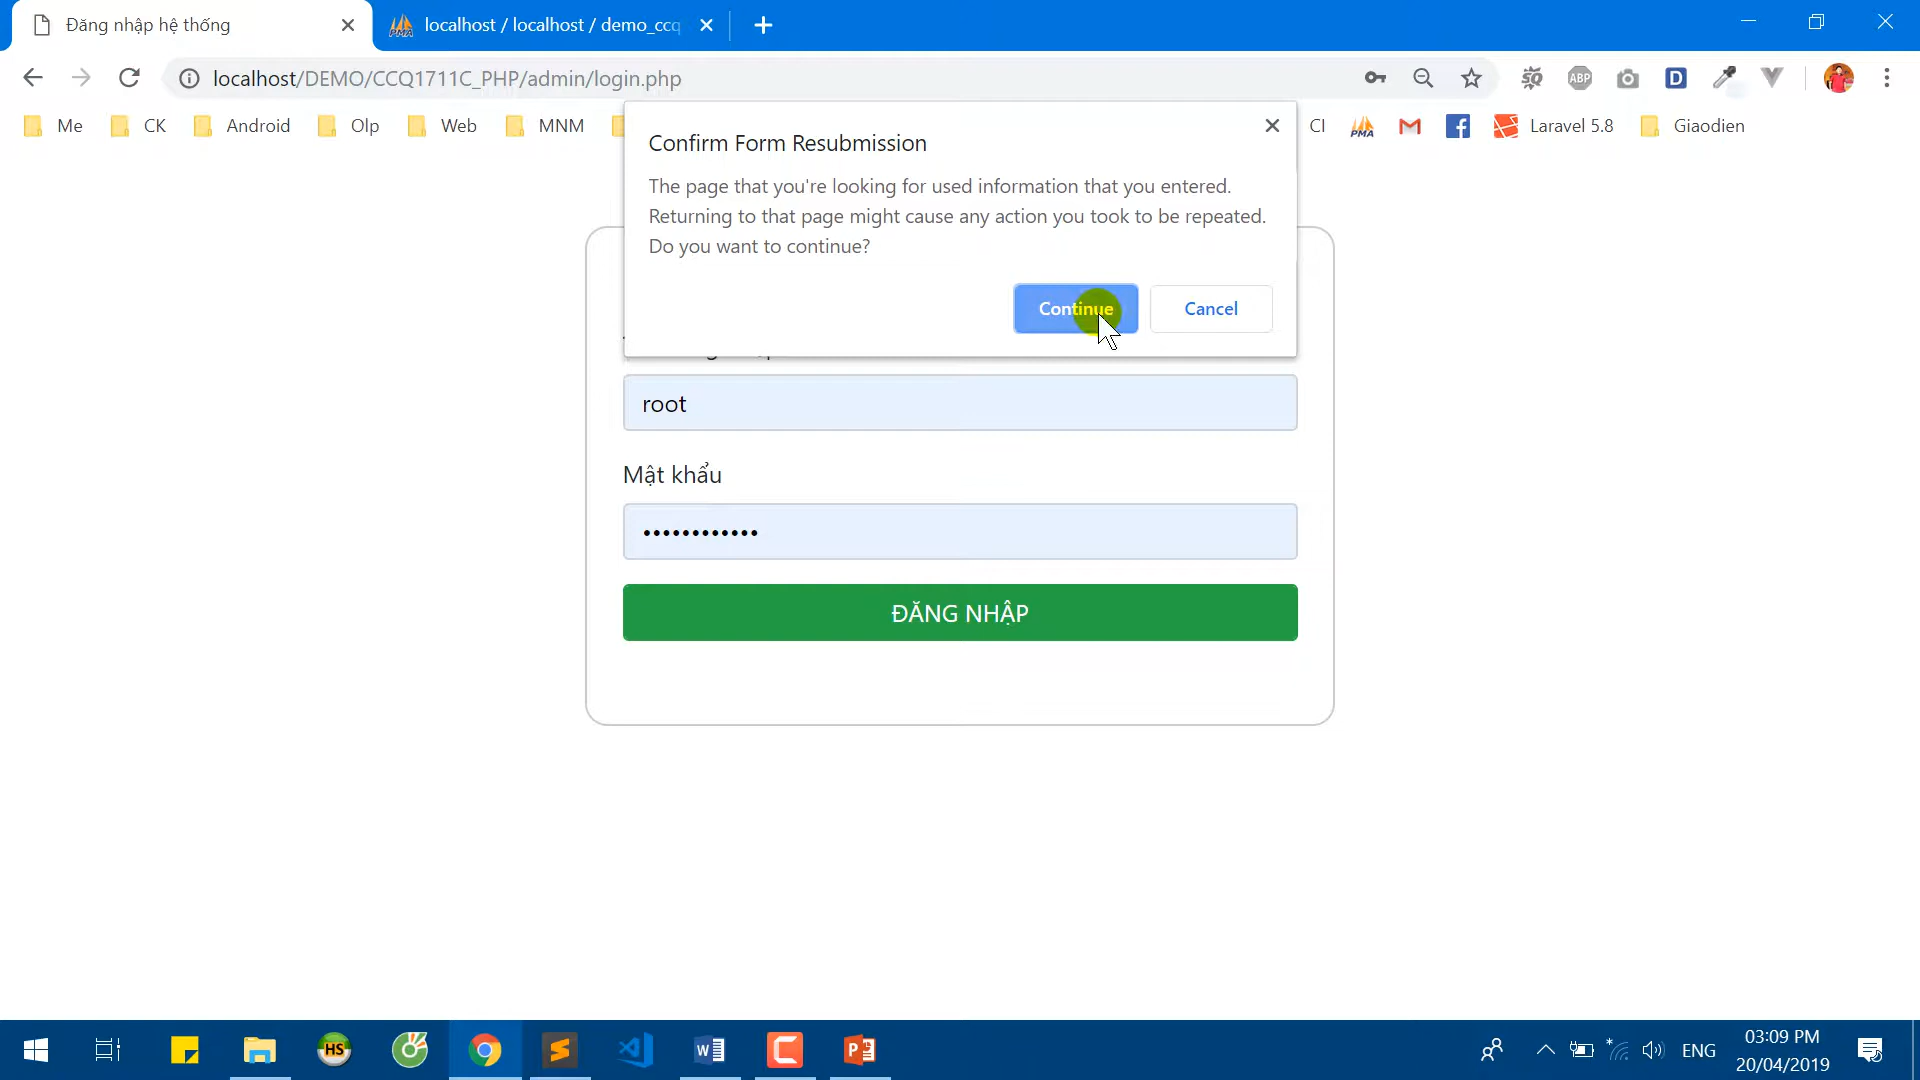 Đăng nhập hệ thống
localhost / localhost / demo_ccq
localhost/DEMO/CCQ1711C_PHP/admin/login.php
ABP
D
Me
CK
Android
Olp
Web
MNM
CI
PMA
Laravel 5.8
Giaodien
Confirm Form Resubmission
The page that you're looking for used information that you entered.
Returning to that page might cause any action you took to be repeated.
Do you want to continue?
Continue
Cancel
root
Mật khẩu
ĐĂNG NHẬP
HS
ENG
03:09 PM
20/04/2019